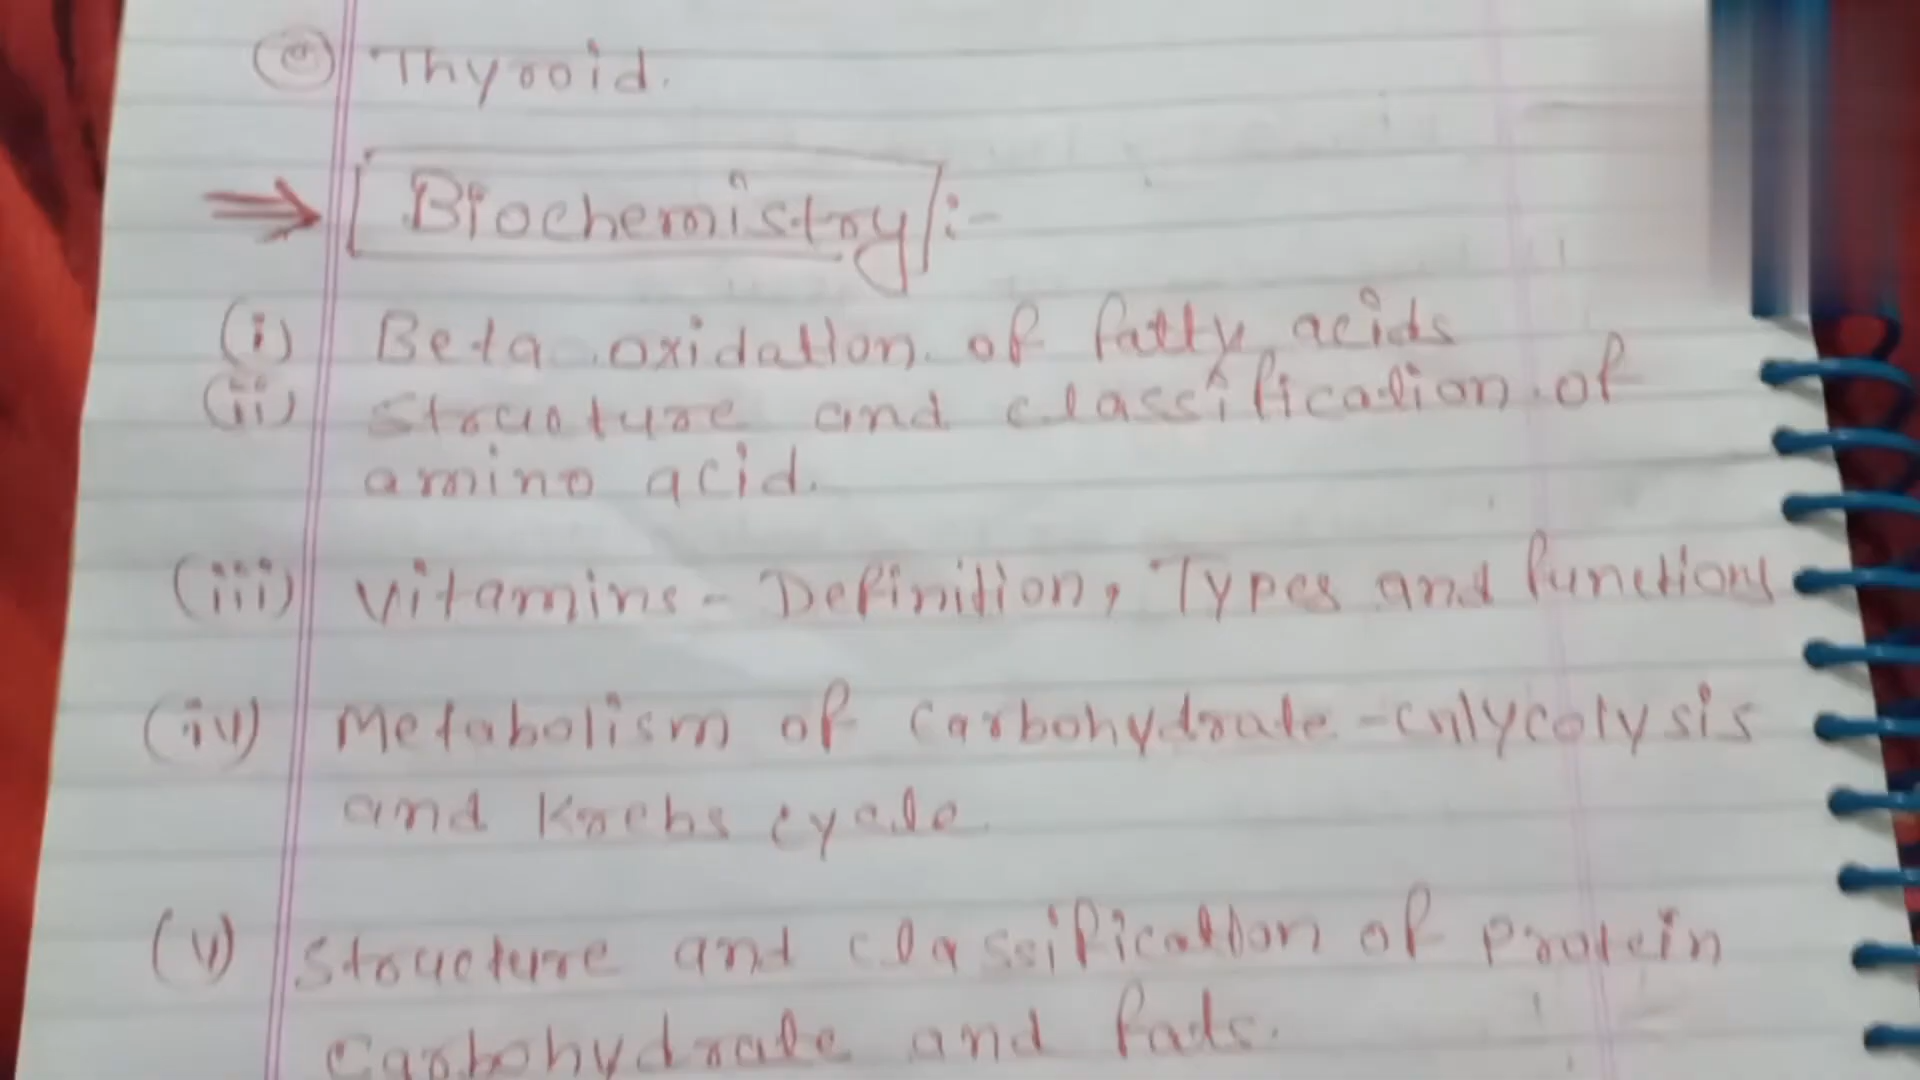 (e) Thyroid.
⇒ Biochemistry :-
(i) Beta oxidation of fatty acids
(ii) Structure and classification of
amino acid.
(iii) Vitamins - Definition, Types and functions
(iv) Metabolism of Carbohydrate - Glycolysis
and Krebs cycle
(v) Structure and classification of Protein
Carbohydrate and fats.